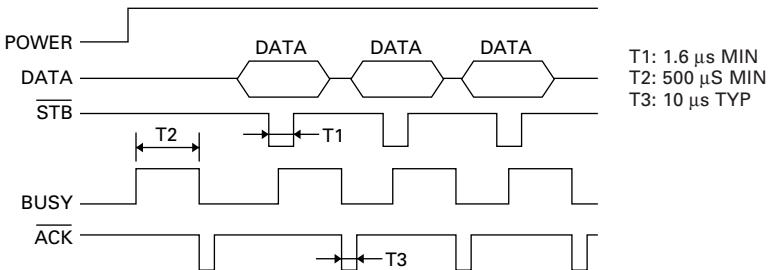 POWER
DATA DATA DATA
DATA
STB
T2
T1
BUSY
ACK
T3
T1: 1.6 μs MIN
T2: 500 μS MIN
T3: 10 μs TYP